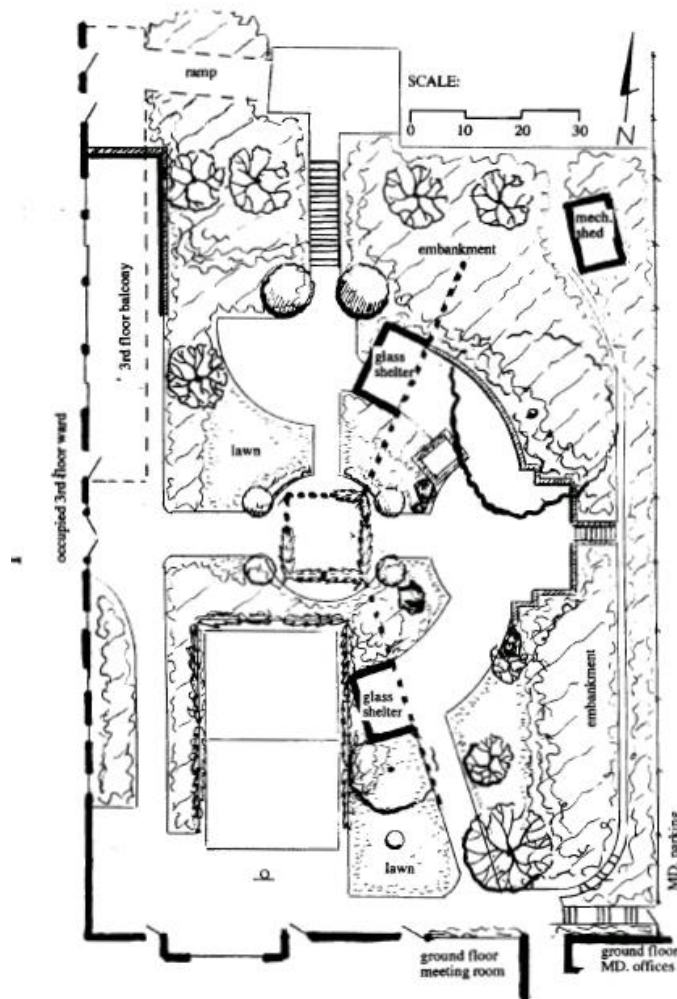 ramp
SCALE:
0 10 20 30
N
mech.
shed
embankment
glass
shelter
3rd floor balcony
lawn
occupied 3rd floor ward
glass
shelter
embankment
lawn
MD. parking
ground floor
meeting room
ground floor
MD. offices